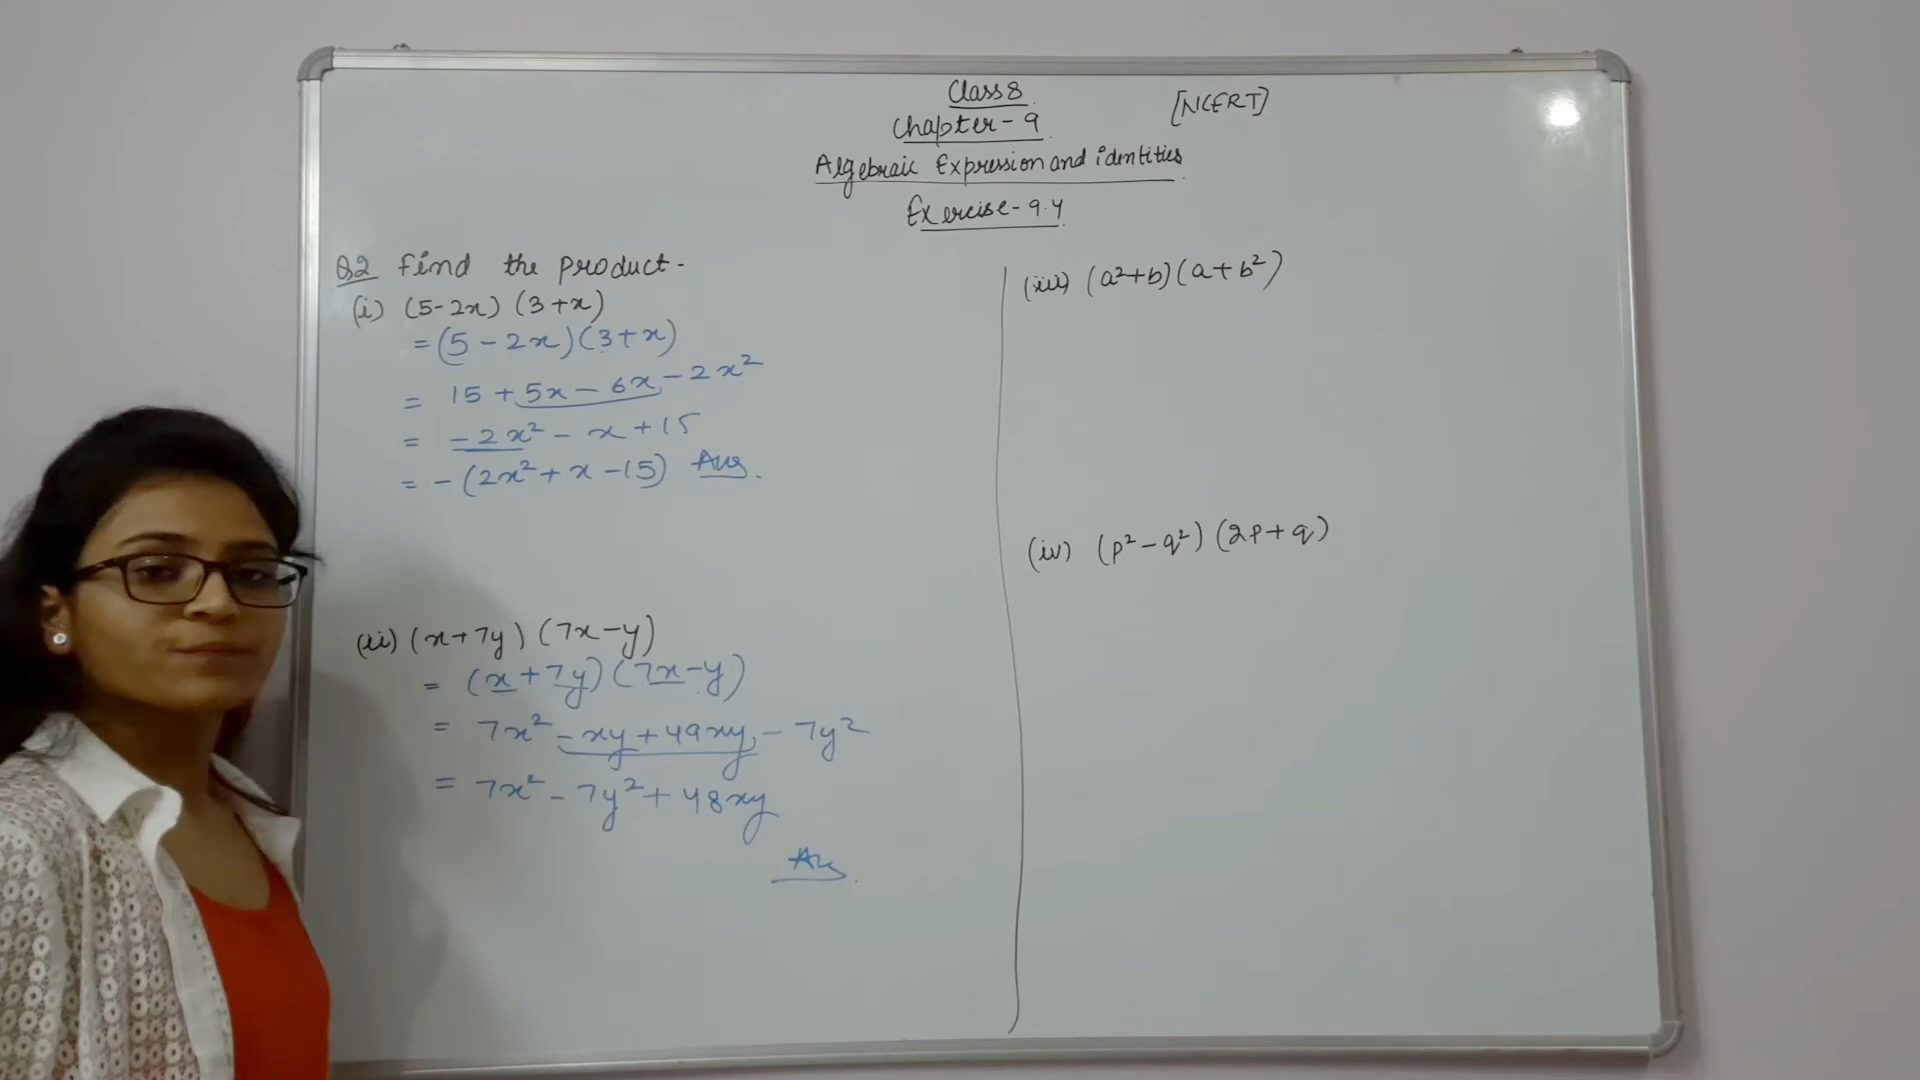 Class 8
Chapter - 9
[NCERT]
Algebraic Expression and identities
Exercise - 9.4
Q2 Find the product -
(i) (5-2x) (3+x)
= (5 - 2x)(3+x)
= 15 + 5x - 6x - 2x²
= -2x² - x + 15
= -(2x² + x - 15) Ans.
(ii) (x+7y) (7x-y)
= (x+7y) (7x-y)
= 7x² - xy + 49xy - 7y²
= 7x² - 7y² + 48xy
Ans.
(iii) (a²+b)(a+b²)
(iv) (p²-q²) (2p+q)